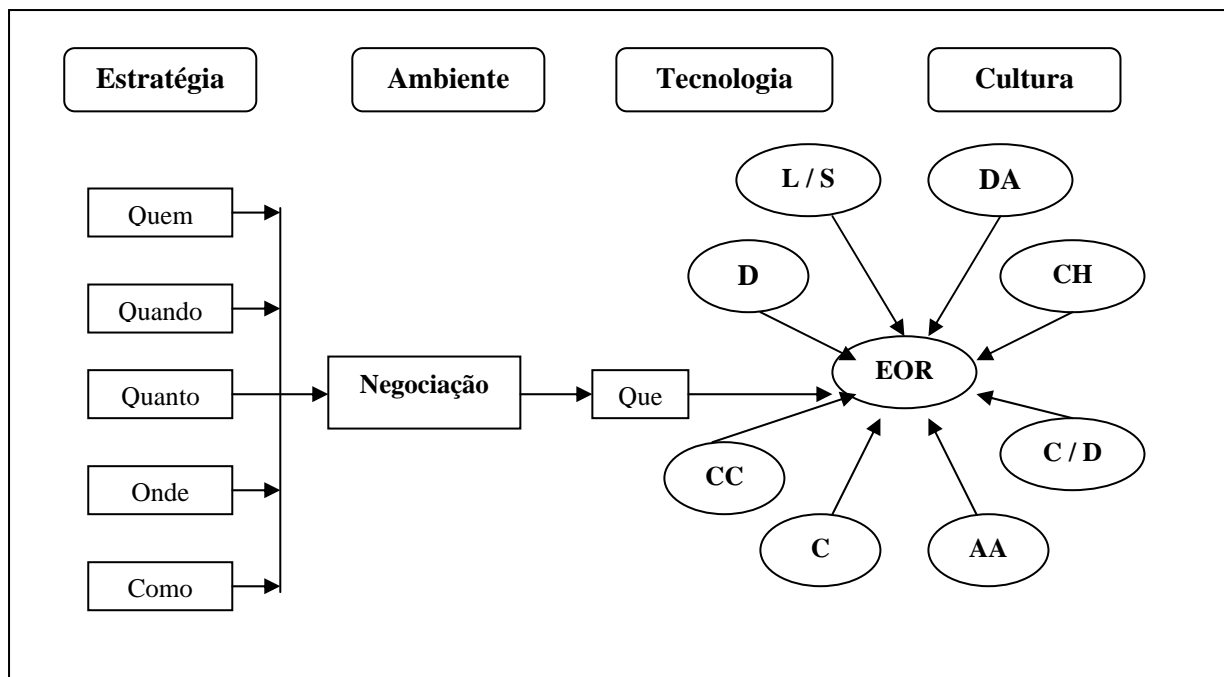 Estratégia
Ambiente
Tecnologia
Cultura
L / S
DA
Quem
D
CH
Quando
EOR
Negociação
Quanto
Que
C / D
CC
Onde
C
AA
Como